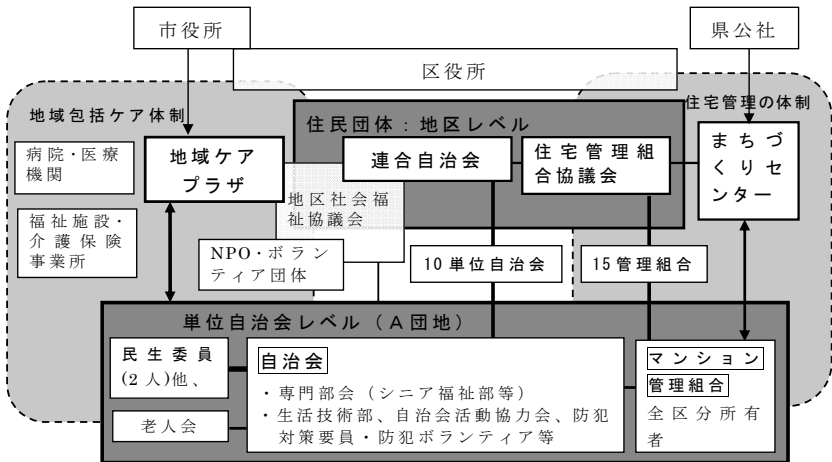 市役所
県公社
区役所
地域包括ケア体制
住宅管理の体制
住民団体：地区レベル
病院・医療
機関
地域ケア
プラザ
連合自治会
住宅管理組
合協議会
まちづ
くりセ
ンター
地区社会福
祉協議会
福祉施設・
介護保険
事業所
NPO・ボラン
ティア団体
10単位自治会
15管理組合
単位自治会レベル（A団地）
民生委員
(2人)他、
老人会
自治会
・専門部会（シニア福祉部等）
・生活技術部、自治会活動協力会、防犯
対策要員・防犯ボランティア等
マンション
管理組合
全区分所有
者